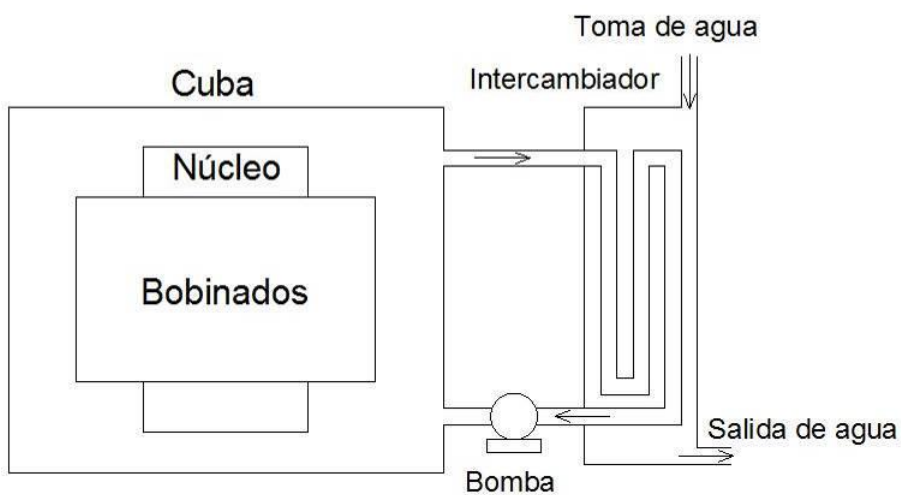 Toma de agua
Intercambiador
Cuba
Núcleo
Bobinados
Salida de agua
Bomba